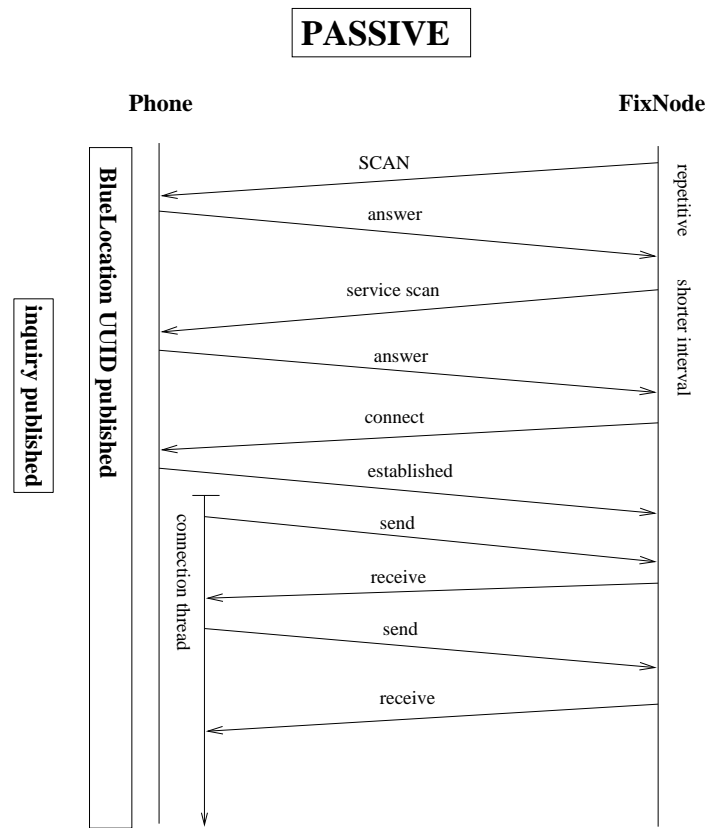 PASSIVE
Phone
FixNode
SCAN
repetitive
answer
BlueLocation UUID published
inquiry published
service scan
shorter interval
answer
connect
established
connection thread
send
receive
send
receive